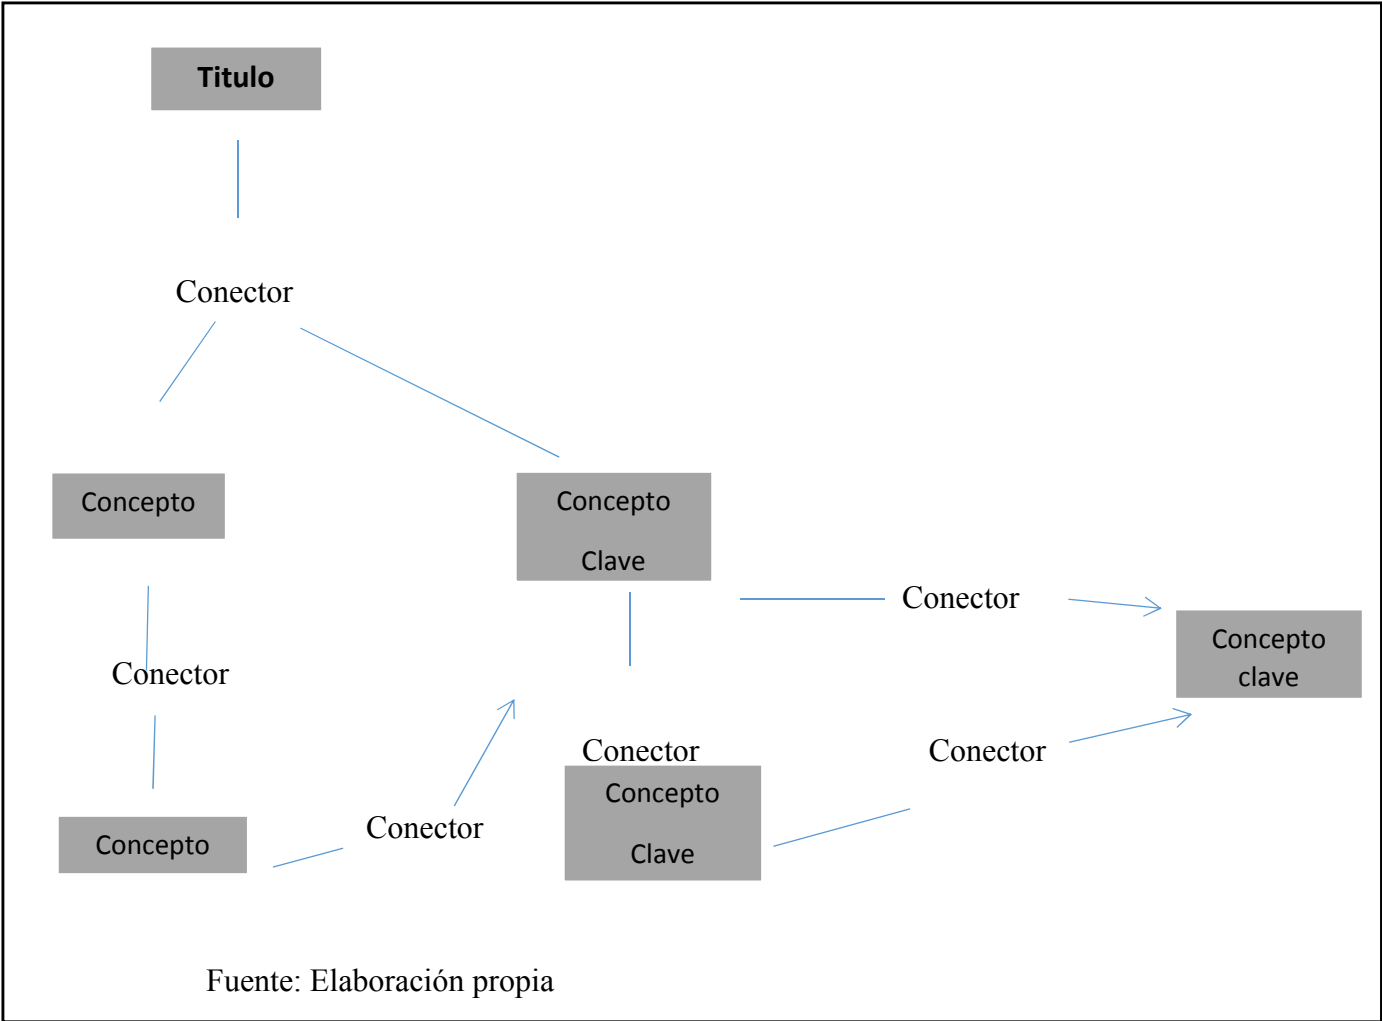 Titulo
Conector
Concepto
Concepto
Clave
Conector
Concepto
clave
Conector
Conector
Conector
Concepto
Clave
Conector
Concepto
Fuente: Elaboración propia